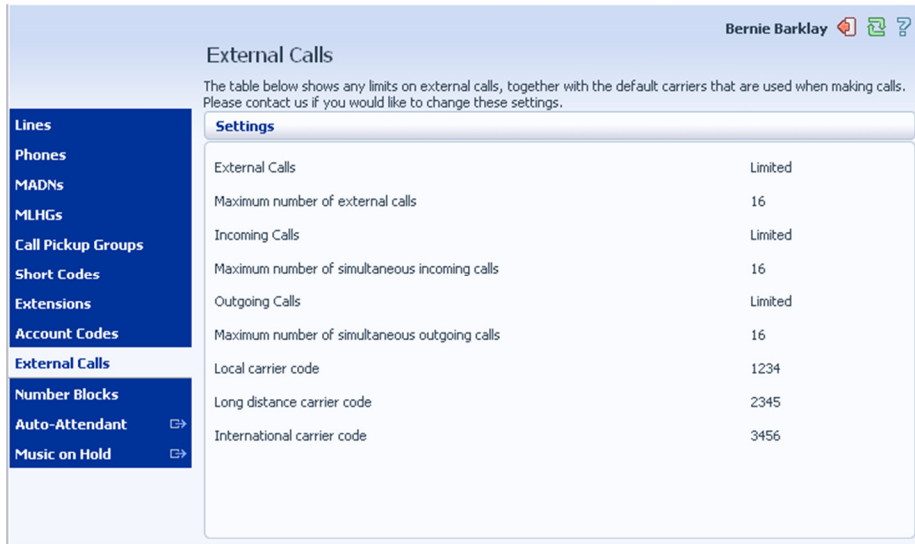 Bernie Barklay
External Calls
The table below shows any limits on external calls, together with the default carriers that are used when making calls.
Please contact us if you would like to change these settings.
Lines
Phones
MADNs
MLHGs
Call Pickup Groups
Short Codes
Extensions
Account Codes
External Calls
Number Blocks
Auto-Attendant
Music on Hold
Settings
External Calls Limited
Maximum number of external calls 16
Incoming Calls Limited
Maximum number of simultaneous incoming calls 16
Outgoing Calls Limited
Maximum number of simultaneous outgoing calls 16
Local carrier code 1234
Long distance carrier code 2345
International carrier code 3456